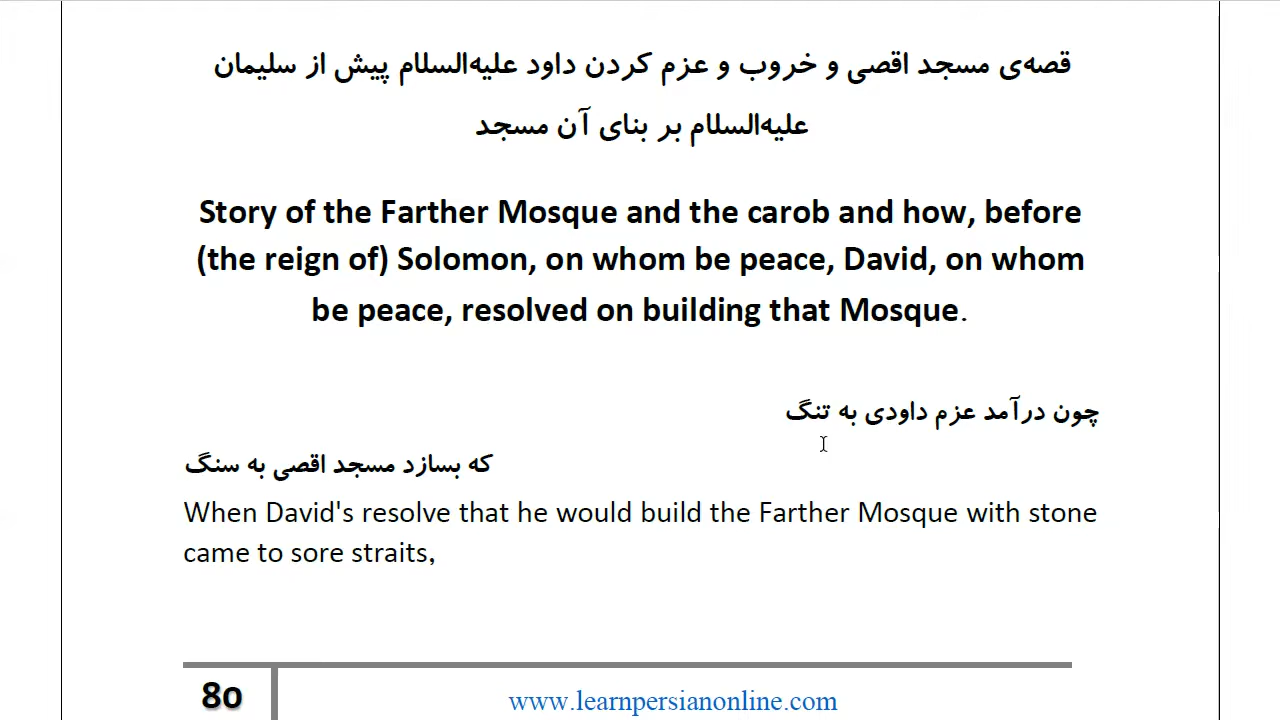 قصه‌ی مسجد اقصی و خروب و عزم کردن داود علیه‌السلام پیش از سلیمان
علیه‌السلام بر بنای آن مسجد
Story of the Farther Mosque and the carob and how, before
(the reign of) Solomon, on whom be peace, David, on whom
be peace, resolved on building that Mosque.
چون درآمد عزم داودی به تنگ
که بسازد مسجد اقصی به سنگ
When David's resolve that he would build the Farther Mosque with stone
came to sore straits,
80
www.learnpersianonline.com